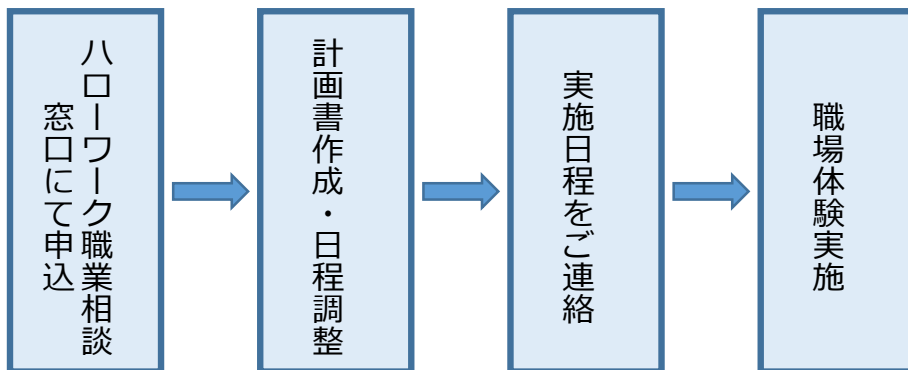 ハローワーク職業相談
窓口にて申込
計画書作成・日程調整
実施日程をご連絡
職場体験実施